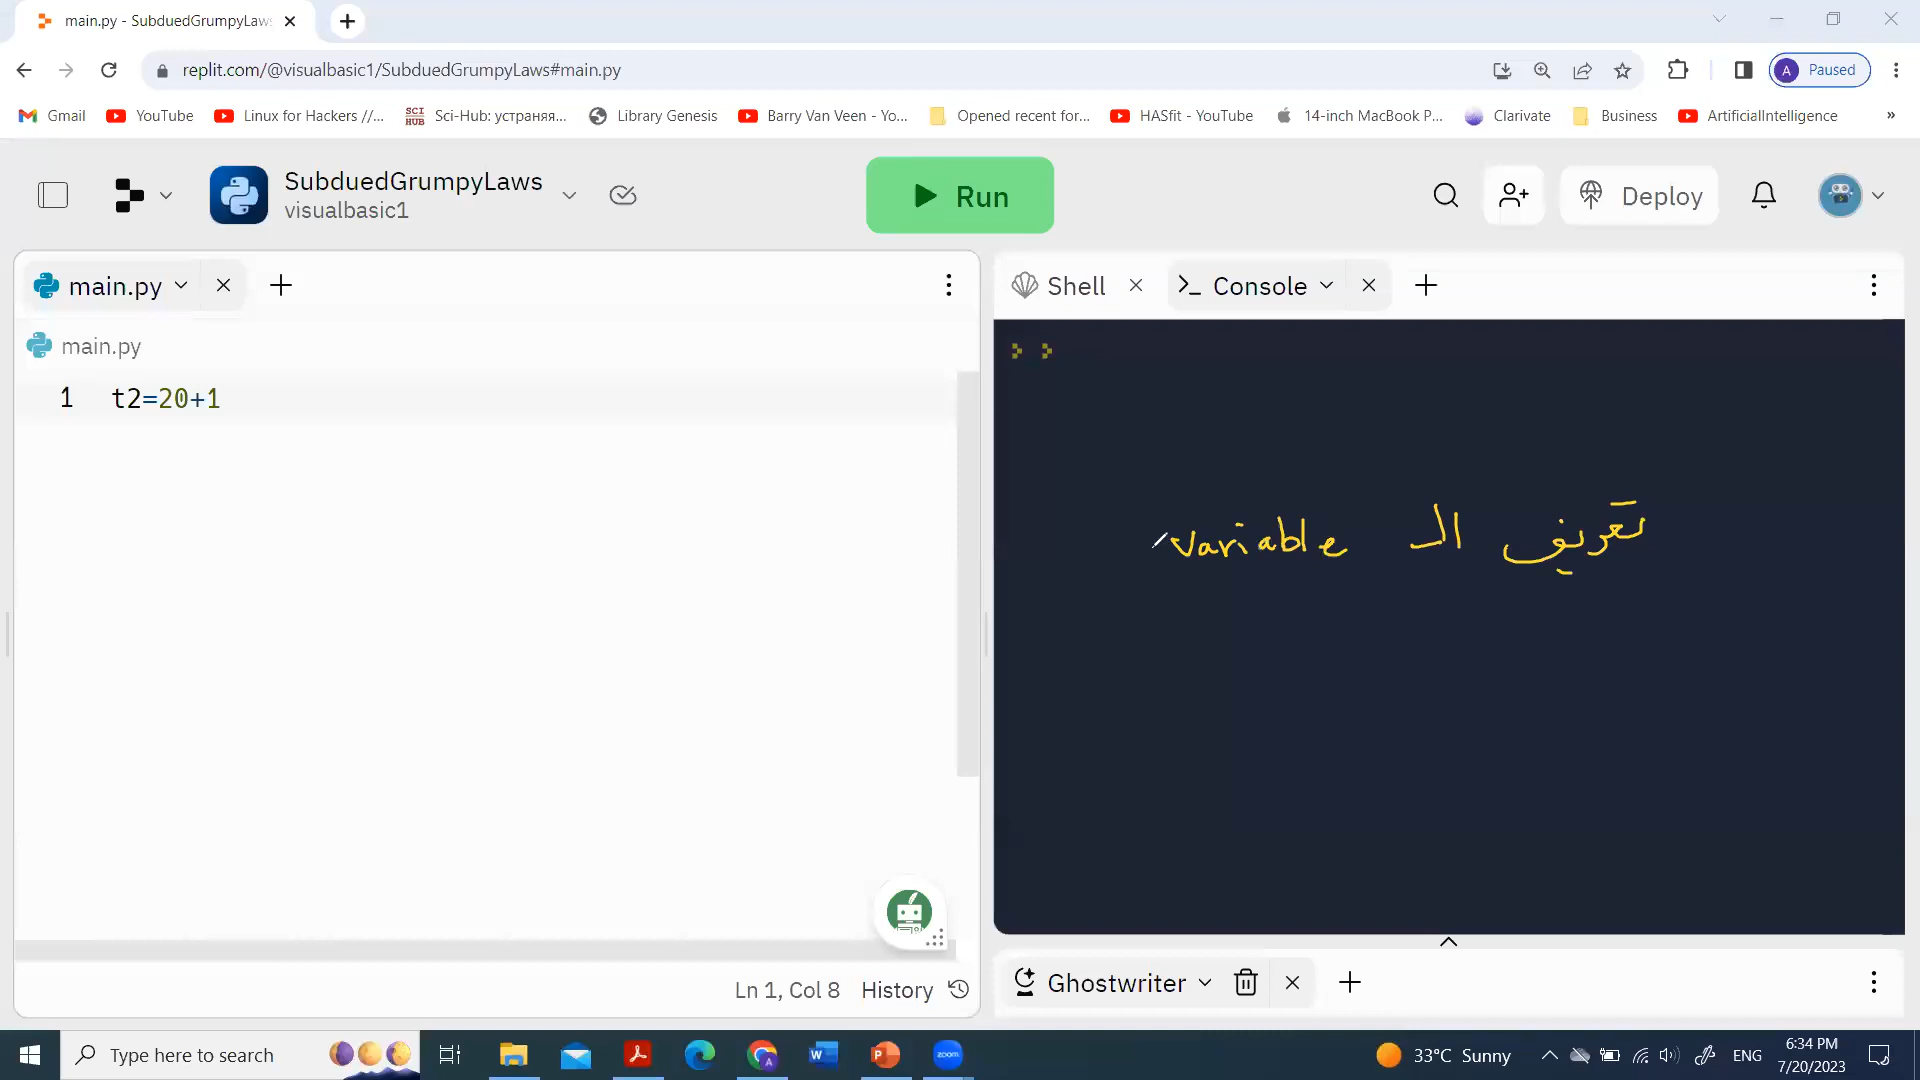 main.py - SubduedGrumpyLaws
replit.com/@visualbasic1/SubduedGrumpyLaws#main.py
Paused
Gmail
YouTube
Linux for Hackers //...
Sci-Hub: устраняя...
Library Genesis
Barry Van Veen - Yo...
Opened recent for...
HASfit - YouTube
14-inch MacBook P...
Clarivate
Business
ArtificialIntelligence
»
SubduedGrumpyLaws
visualbasic1
Run
Deploy
main.py
Shell
Console
main.py
1 t2=20+1
تعريف الـ variable
Ln 1, Col 8 History
Ghostwriter
Type here to search
33°C Sunny
ENG
6:34 PM
7/20/2023